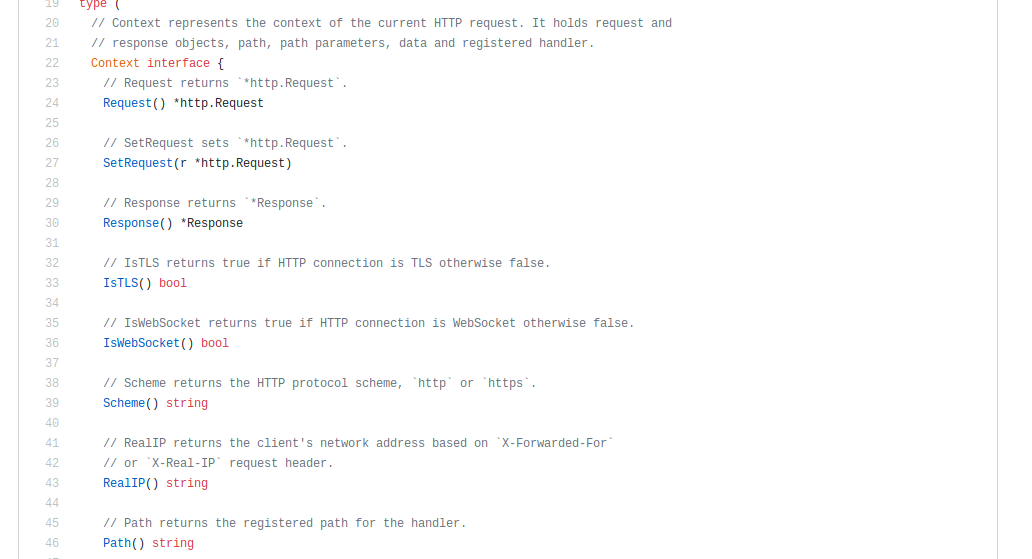 19 type (
20 // Context represents the context of the current HTTP request. It holds request and
21 // response objects, path, path parameters, data and registered handler.
22 Context interface {
23 // Request returns `*http.Request`.
24 Request() *http.Request
25
26 // SetRequest sets `*http.Request`.
27 SetRequest(r *http.Request)
28
29 // Response returns `*Response`.
30 Response() *Response
31
32 // IsTLS returns true if HTTP connection is TLS otherwise false.
33 IsTLS() bool
34
35 // IsWebSocket returns true if HTTP connection is WebSocket otherwise false.
36 IsWebSocket() bool
37
38 // Scheme returns the HTTP protocol scheme, `http` or `https`.
39 Scheme() string
40
41 // RealIP returns the client's network address based on `X-Forwarded-For`
42 // or `X-Real-IP` request header.
43 RealIP() string
44
45 // Path returns the registered path for the handler.
46 Path() string